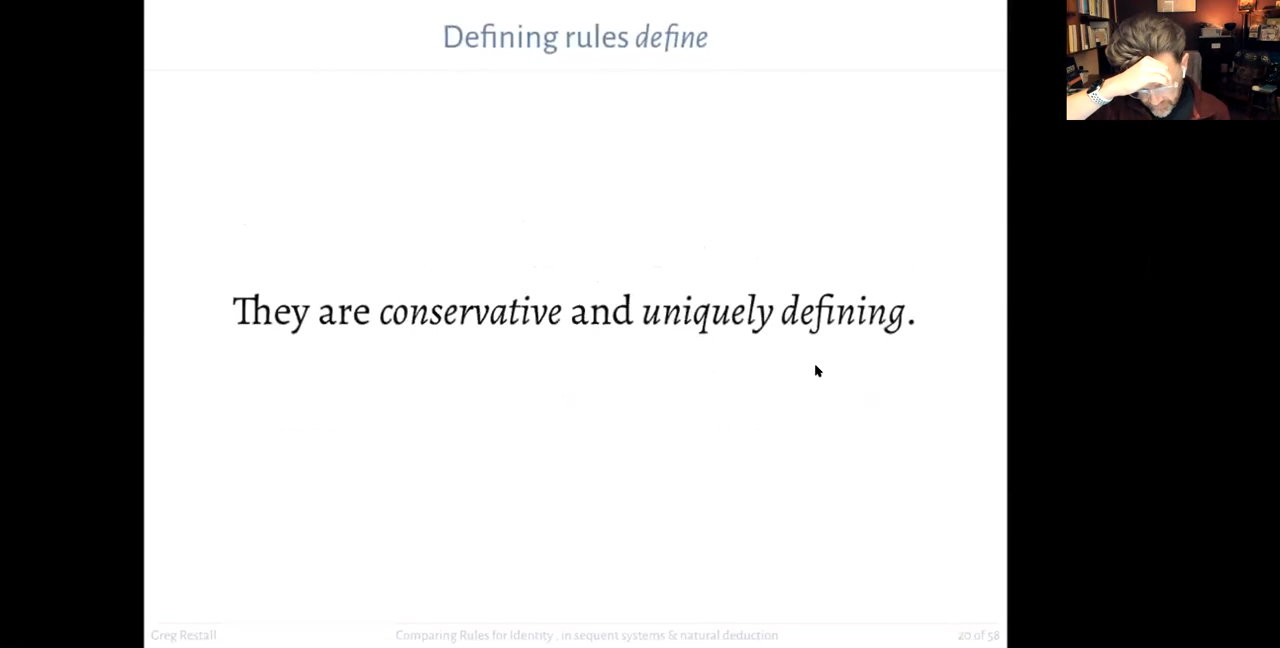 Defining rules define
They are conservative and uniquely defining.
Greg Restall
Comparing Rules for Identity, in sequent systems & natural deduction
20 of 58